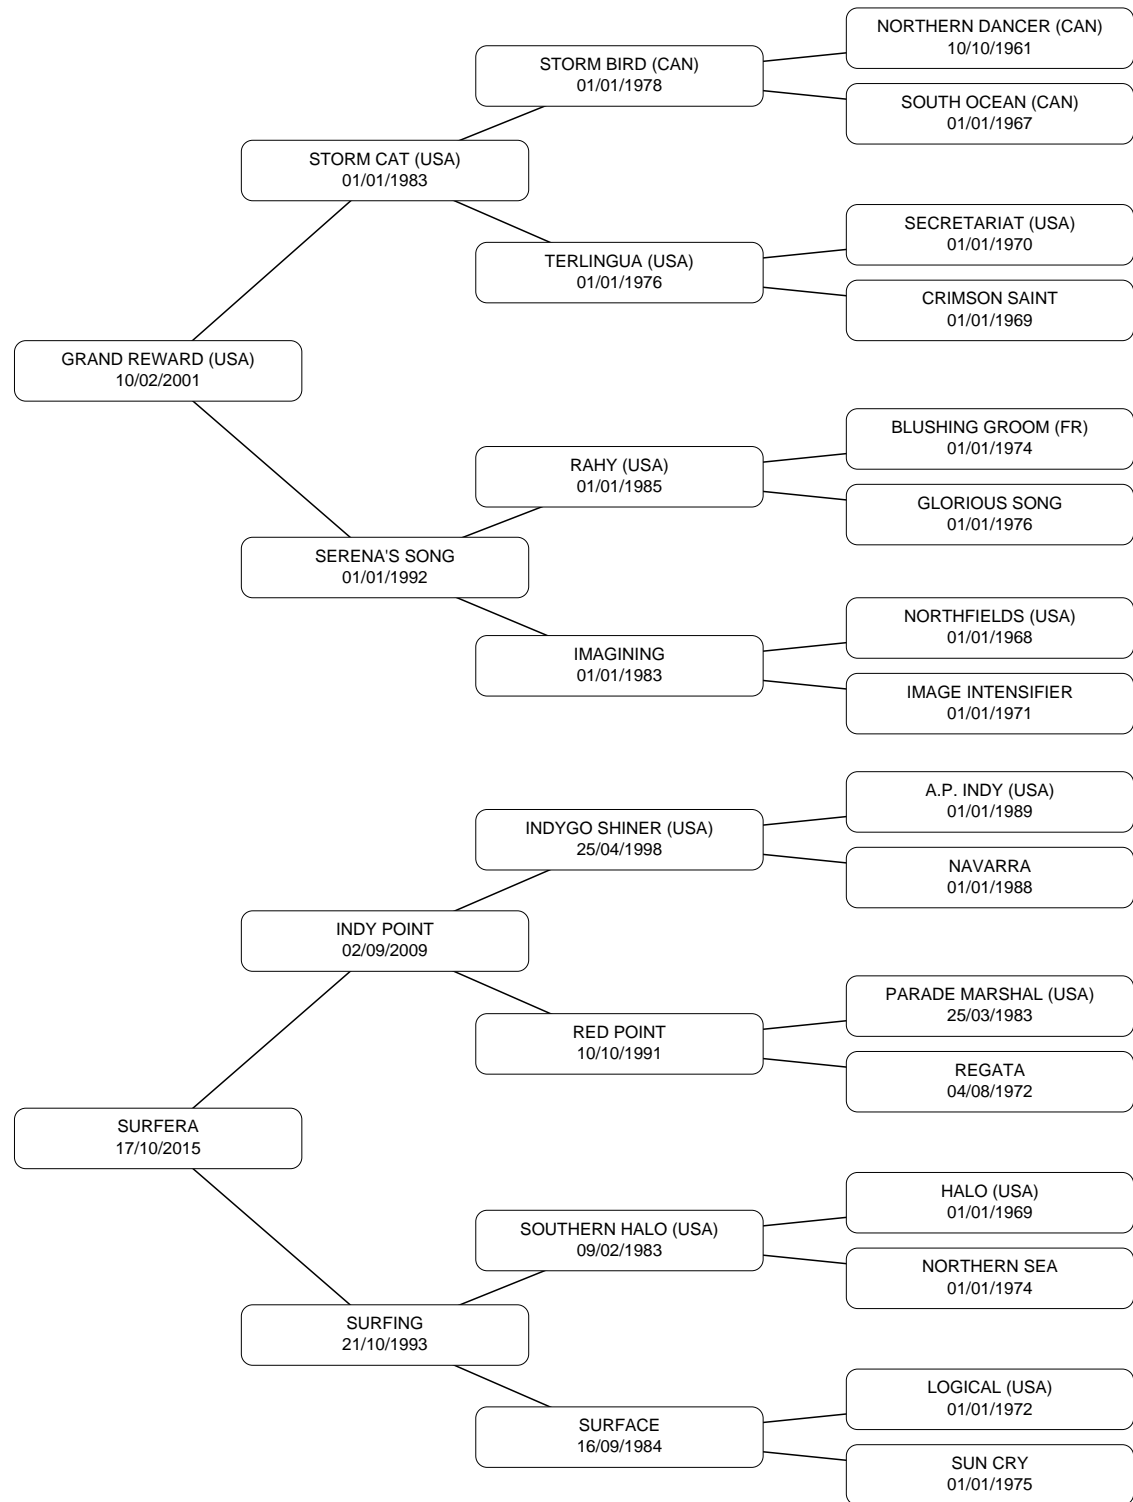 NORTHERN DANCER (CAN)
10/10/1961
STORM BIRD (CAN)
01/01/1978
SOUTH OCEAN (CAN)
01/01/1967
STORM CAT (USA)
01/01/1983
SECRETARIAT (USA)
01/01/1970
TERLINGUA (USA)
01/01/1976
CRIMSON SAINT
01/01/1969
GRAND REWARD (USA)
10/02/2001
BLUSHING GROOM (FR)
01/01/1974
RAHY (USA)
01/01/1985
GLORIOUS SONG
01/01/1976
SERENA'S SONG
01/01/1992
NORTHFIELDS (USA)
01/01/1968
IMAGINING
01/01/1983
IMAGE INTENSIFIER
01/01/1971
A.P. INDY (USA)
01/01/1989
INDYGO SHINER (USA)
25/04/1998
NAVARRA
01/01/1988
INDY POINT
02/09/2009
PARADE MARSHAL (USA)
25/03/1983
RED POINT
10/10/1991
REGATA
04/08/1972
SURFERA
17/10/2015
HALO (USA)
01/01/1969
SOUTHERN HALO (USA)
09/02/1983
NORTHERN SEA
01/01/1974
SURFING
21/10/1993
LOGICAL (USA)
01/01/1972
SURFACE
16/09/1984
SUN CRY
01/01/1975